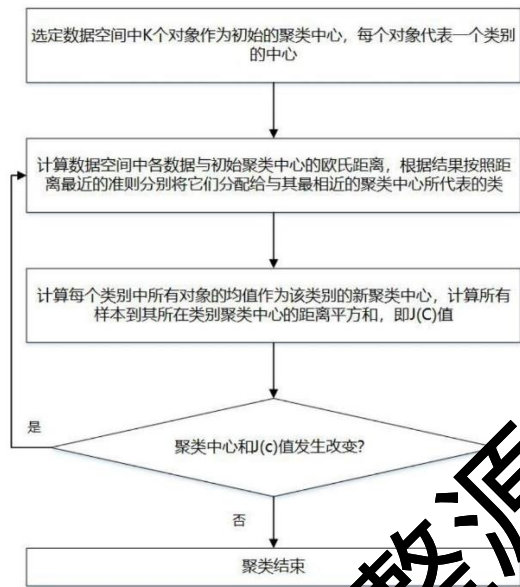 选定数据空间中K个对象作为初始的聚类中心，每个对象代表一个类别
的中心
计算数据空间中各数据与初始聚类中心的欧氏距离，根据结果按照距
离最近的准则分别将它们分配给与其最相近的聚类中心所代表的类
计算每个类别中所有对象的均值作为该类别的新聚类中心，计算所有
样本到其所在类别聚类中心的距离平方和，即J(C)值
是
聚类中心和J(c)值发生改变?
否
聚类结束
整源